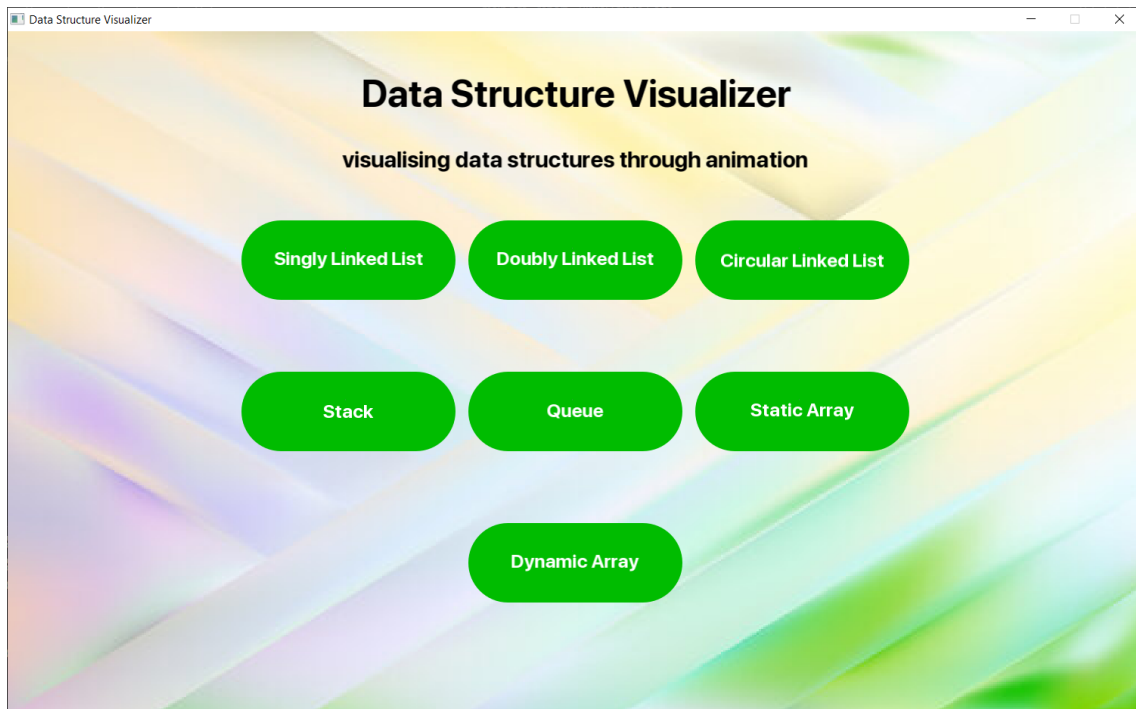 Data Structure Visualizer
Data Structure Visualizer
visualising data structures through animation
Singly Linked List
Doubly Linked List
Circular Linked List
Stack
Queue
Static Array
Dynamic Array